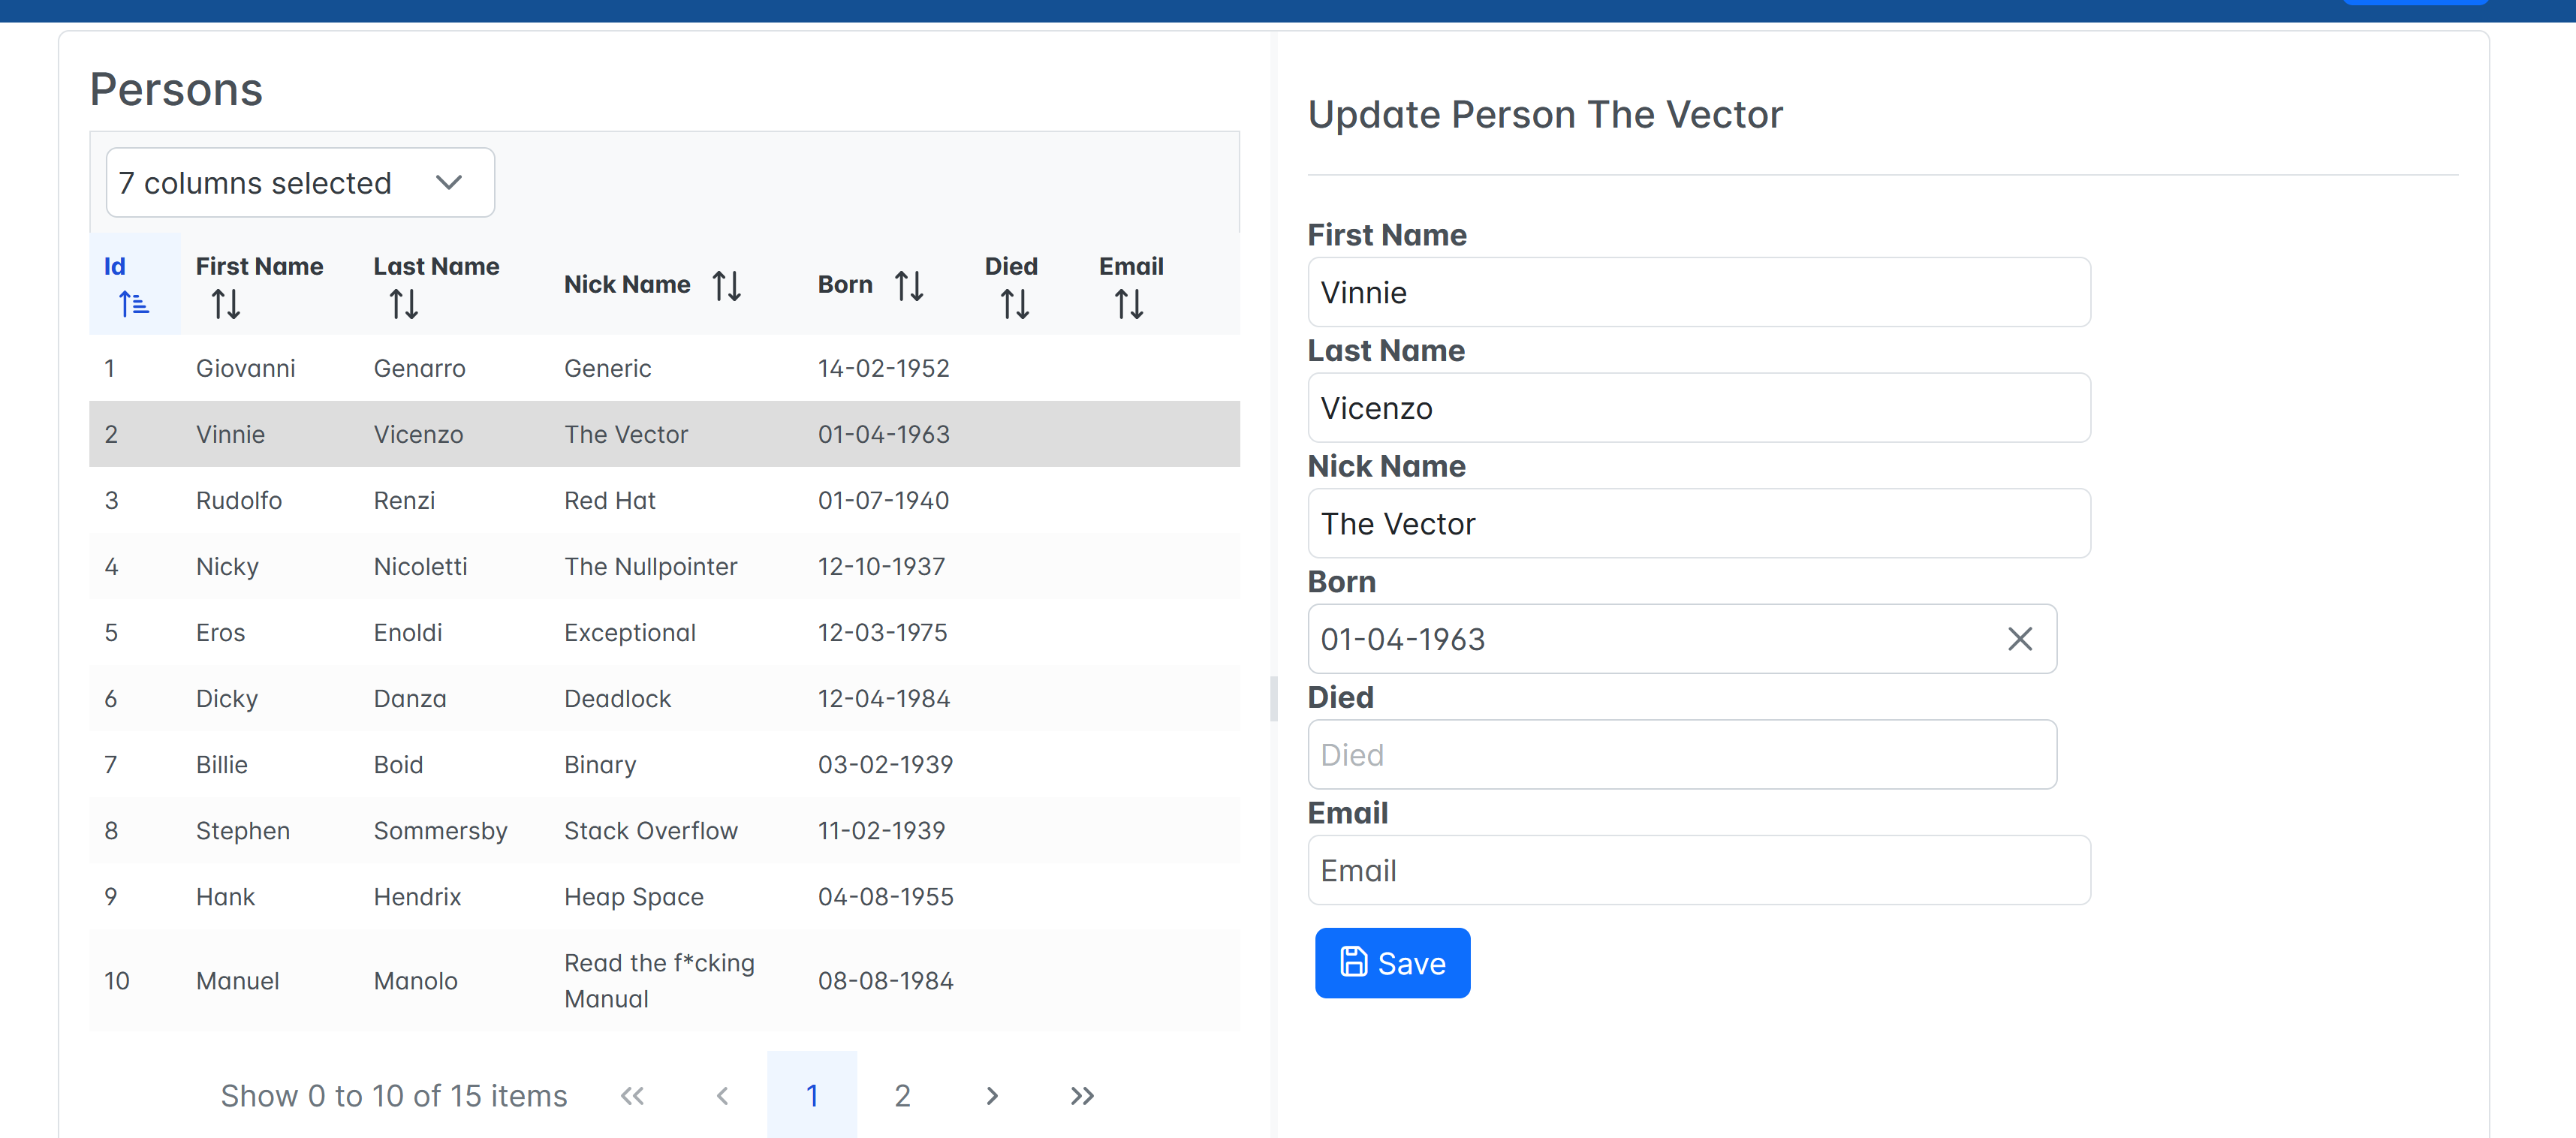 Persons
7 columns selected
Id First Name Last Name Nick Name Born Died Email
1 Giovanni Genarro Generic 14-02-1952
2 Vinnie Vicenzo The Vector 01-04-1963
3 Rudolfo Renzi Red Hat 01-07-1940
4 Nicky Nicoletti The Nullpointer 12-10-1937
5 Eros Enoldi Exceptional 12-03-1975
6 Dicky Danza Deadlock 12-04-1984
7 Billie Boid Binary 03-02-1939
8 Stephen Sommersby Stack Overflow 11-02-1939
9 Hank Hendrix Heap Space 04-08-1955
10 Manuel Manolo Read the f*cking
Manual 08-08-1984
Show 0 to 10 of 15 items « ‹ 1 2 › »
Update Person The Vector
First Name
Vinnie
Last Name
Vicenzo
Nick Name
The Vector
Born
01-04-1963
Died
Died
Email
Email
Save